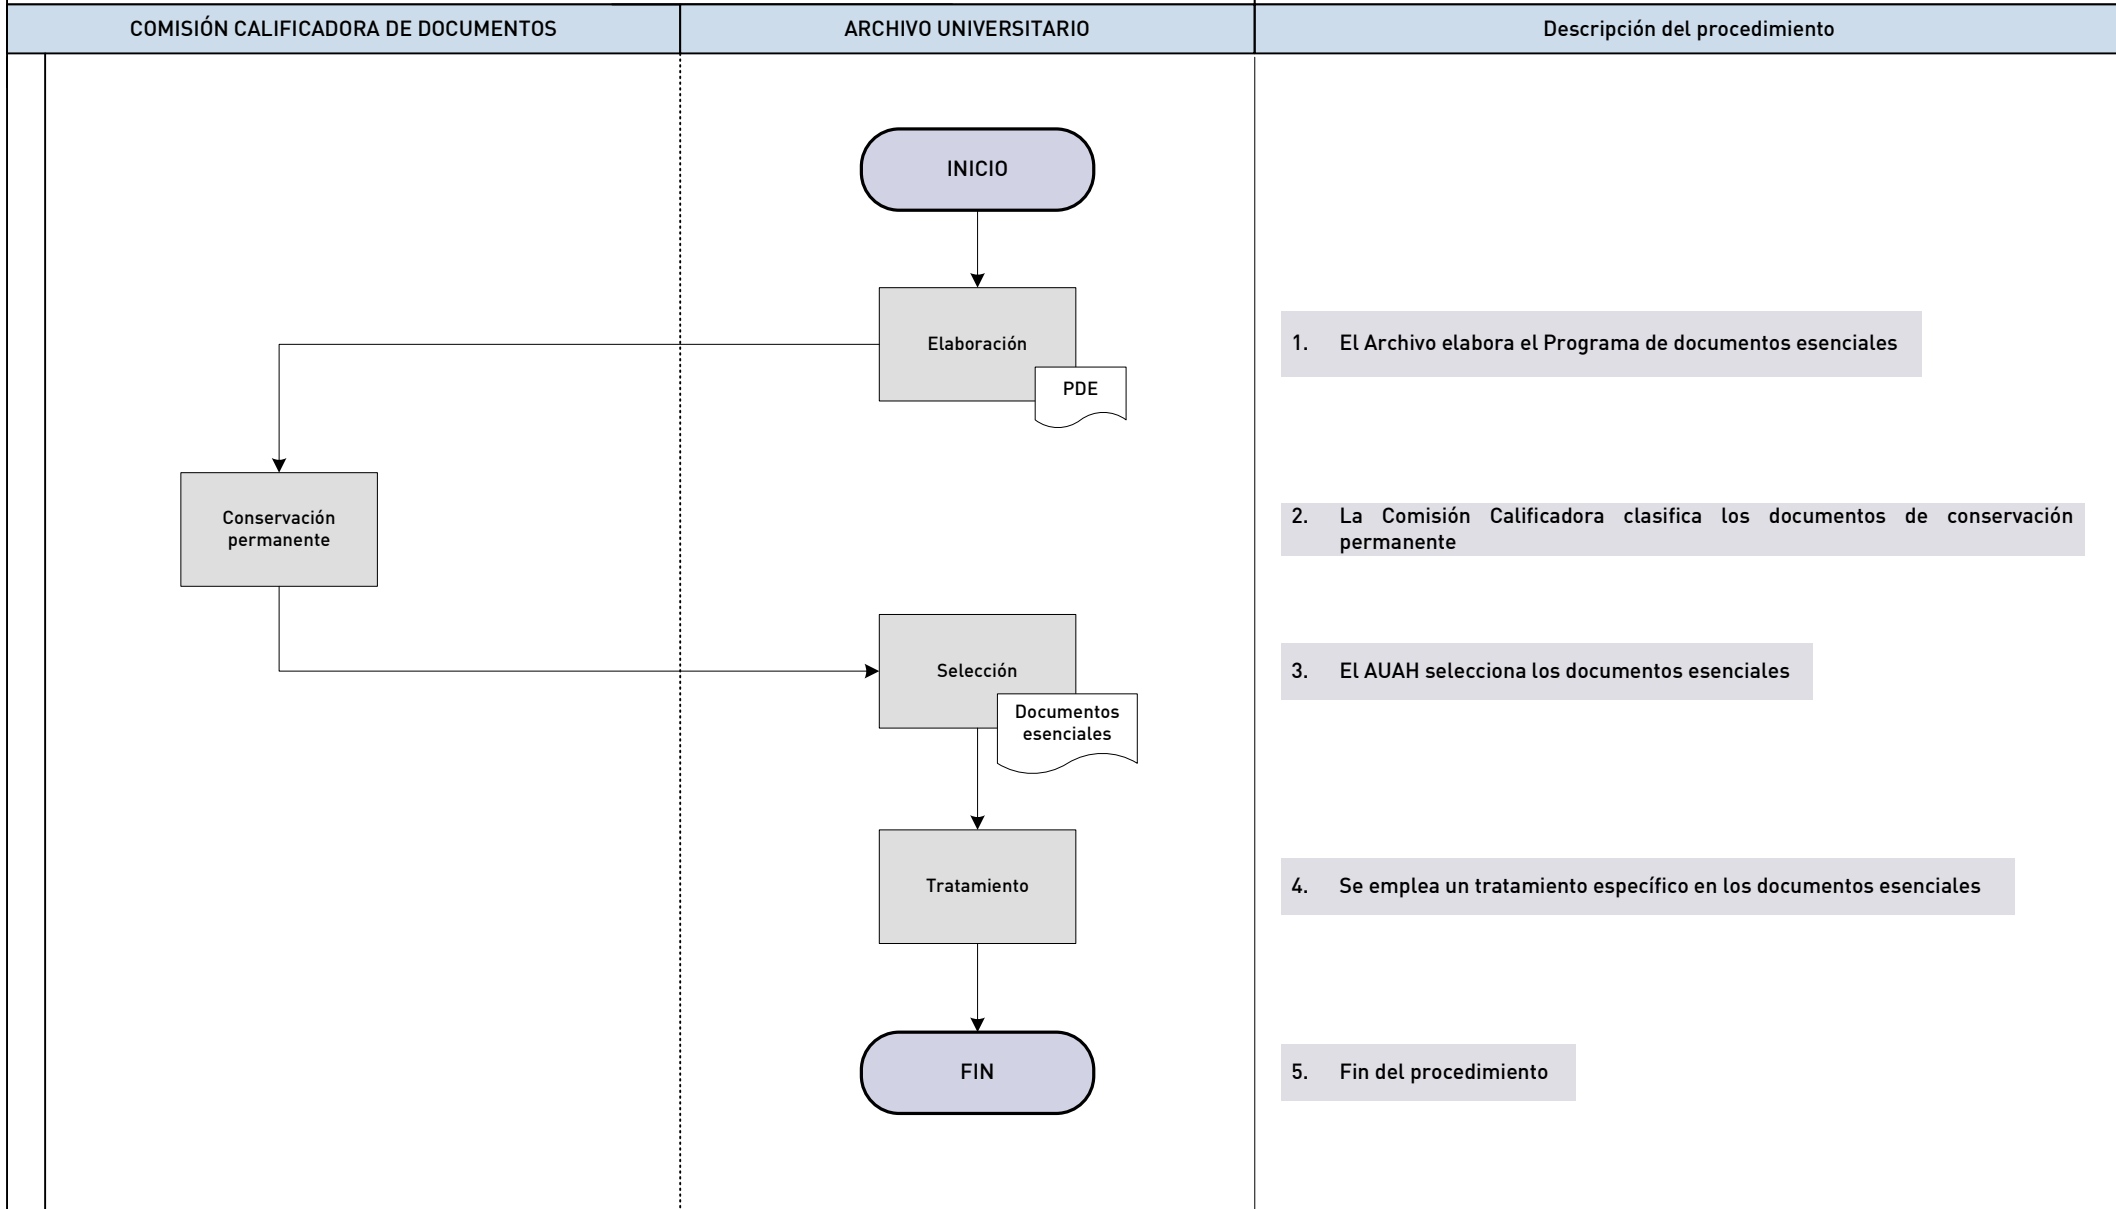 COMISIÓN CALIFICADORA DE DOCUMENTOS
ARCHIVO UNIVERSITARIO
Descripción del procedimiento
INICIO
Elaboración
PDE
1. El Archivo elabora el Programa de documentos esenciales
Conservación
permanente
2. La Comisión Calificadora clasifica los documentos de conservación
permanente
Selección
Documentos
esenciales
3. El AUAH selecciona los documentos esenciales
Tratamiento
4. Se emplea un tratamiento específico en los documentos esenciales
FIN
5. Fin del procedimiento